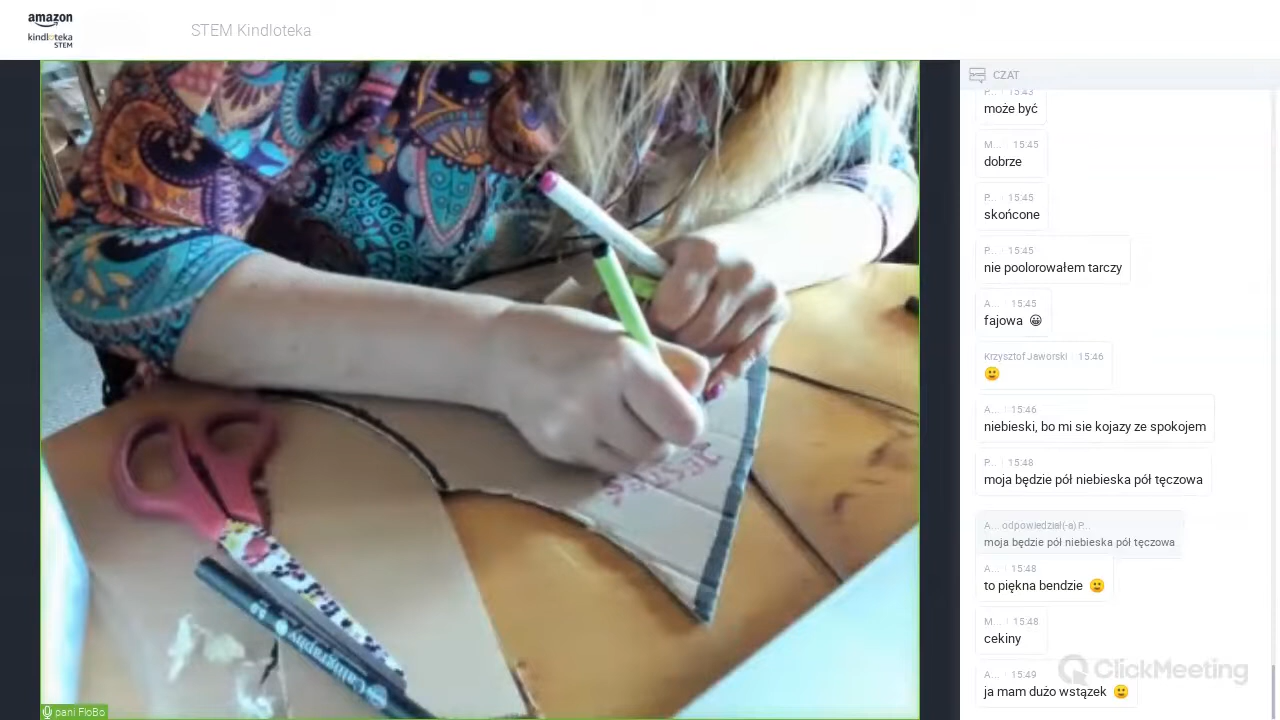 amazon
kindloteka
STEM
STEM Kindloteka
CZAT
P... 15:43
może być
M... 15:45
dobrze
P... 15:45
skończone
P... 15:45
nie poolorowałem tarczy
A... 15:45
fajowa 😀
Krzysztof Jaworski 15:46
🙂
A... 15:46
niebieski, bo mi sie kojazy ze spokojem
P... 15:48
moja będzie pół niebieska pół tęczowa
A... odpowiedział(-a) P...
moja będzie pół niebieska pół tęczowa
A... 15:48
to piękna bendzie 🙂
M... 15:48
cekiny
A... 15:49
ja mam dużo wstązek 🙂
ClickMeeting
JESTEŚ
Calligraphy
pani FloBo